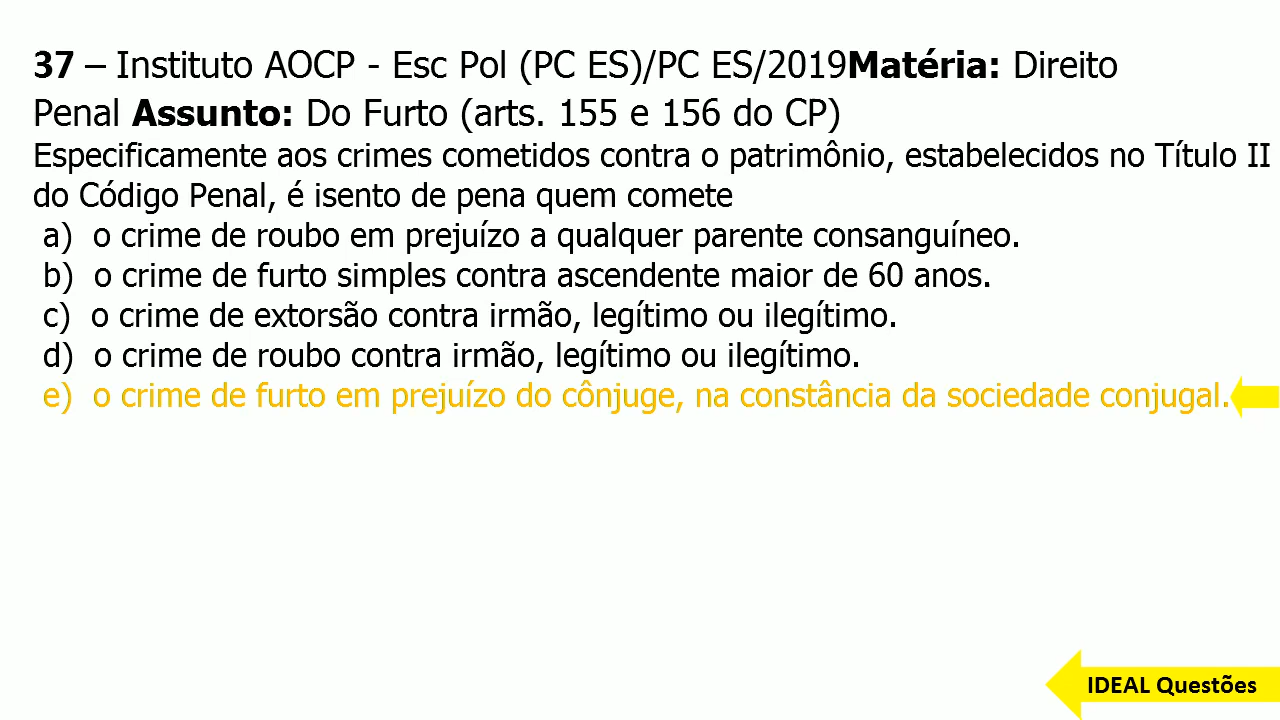 37 – Instituto AOCP - Esc Pol (PC ES)/PC ES/2019Matéria: Direito
Penal Assunto: Do Furto (arts. 155 e 156 do CP)
Especificamente aos crimes cometidos contra o patrimônio, estabelecidos no Título II
do Código Penal, é isento de pena quem comete
a) o crime de roubo em prejuízo a qualquer parente consanguíneo.
b) o crime de furto simples contra ascendente maior de 60 anos.
c) o crime de extorsão contra irmão, legítimo ou ilegítimo.
d) o crime de roubo contra irmão, legítimo ou ilegítimo.
e) o crime de furto em prejuízo do cônjuge, na constância da sociedade conjugal.
IDEAL Questões